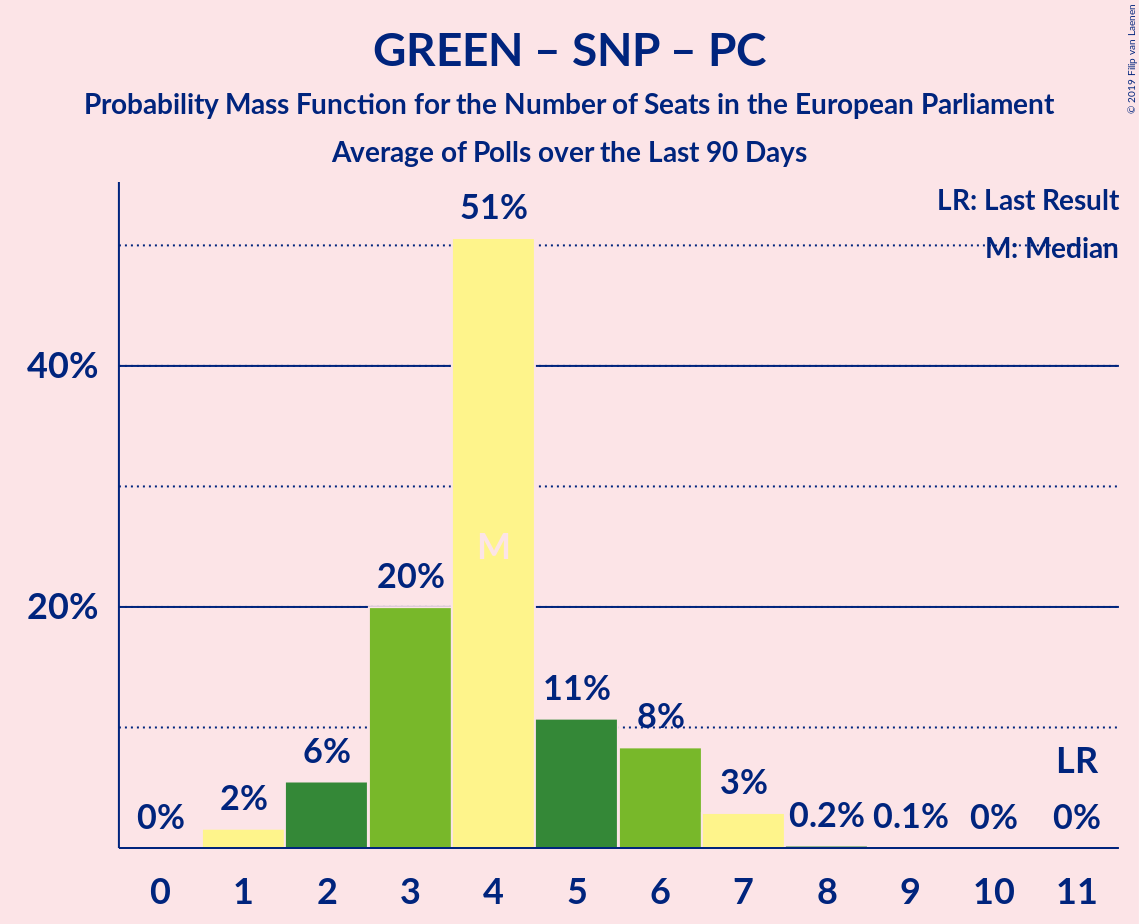 GREEN – SNP – PC
Probability Mass Function for the Number of Seats in the European Parliament
Average of Polls over the Last 90 Days
© 2019 Filip van Laenen
LR: Last Result
M: Median
51%
40%
M
20%
20%
11%
8%
6%
3%
2%
LR
0%
0.2%
0.1%
0%
0%
0 1 2 3 4 5 6 7 8 9 10 11